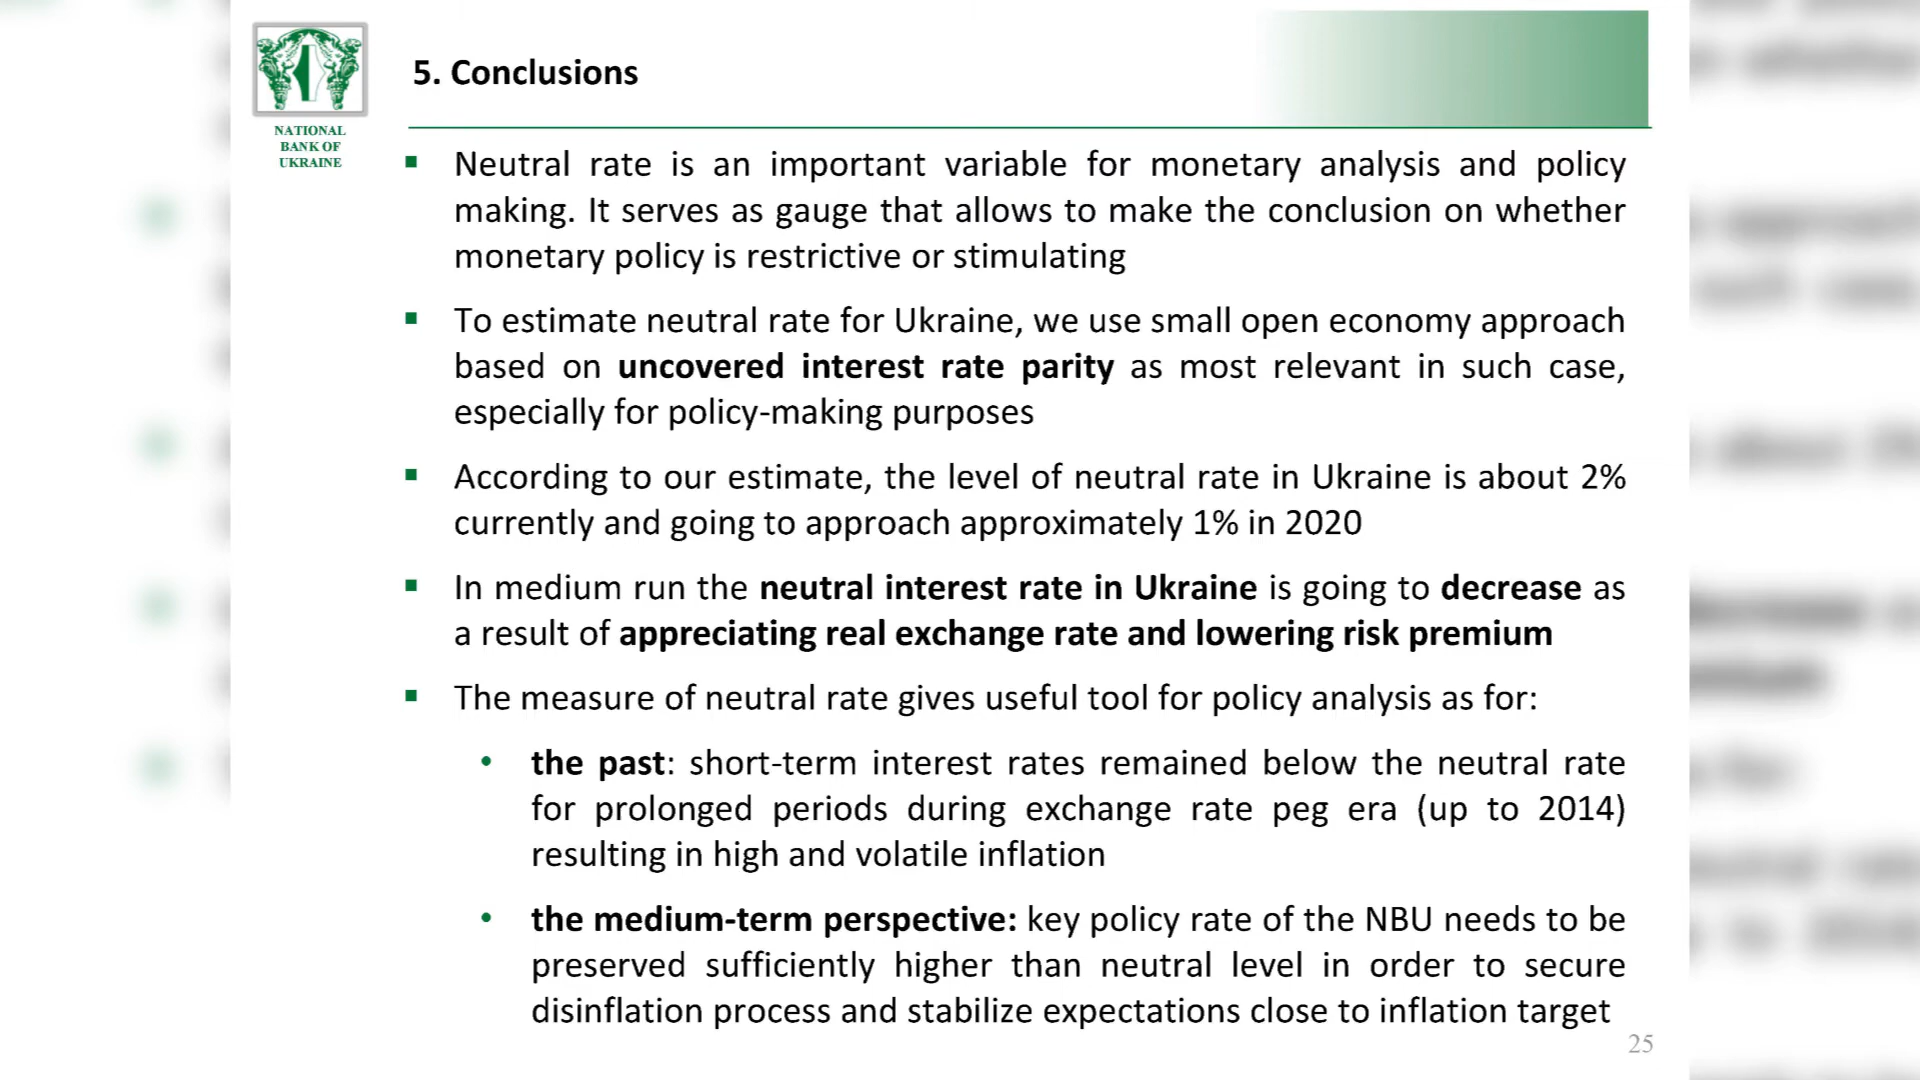 5. Conclusions
NATIONAL
BANK OF
UKRAINE
Neutral rate is an important variable for monetary analysis and policy
making. It serves as gauge that allows to make the conclusion on whether
monetary policy is restrictive or stimulating
To estimate neutral rate for Ukraine, we use small open economy approach
based on uncovered interest rate parity as most relevant in such case,
especially for policy-making purposes
According to our estimate, the level of neutral rate in Ukraine is about 2%
currently and going to approach approximately 1% in 2020
In medium run the neutral interest rate in Ukraine is going to decrease as
a result of appreciating real exchange rate and lowering risk premium
The measure of neutral rate gives useful tool for policy analysis as for:
the past: short-term interest rates remained below the neutral rate
for prolonged periods during exchange rate peg era (up to 2014)
resulting in high and volatile inflation
the medium-term perspective: key policy rate of the NBU needs to be
preserved sufficiently higher than neutral level in order to secure
disinflation process and stabilize expectations close to inflation target
25